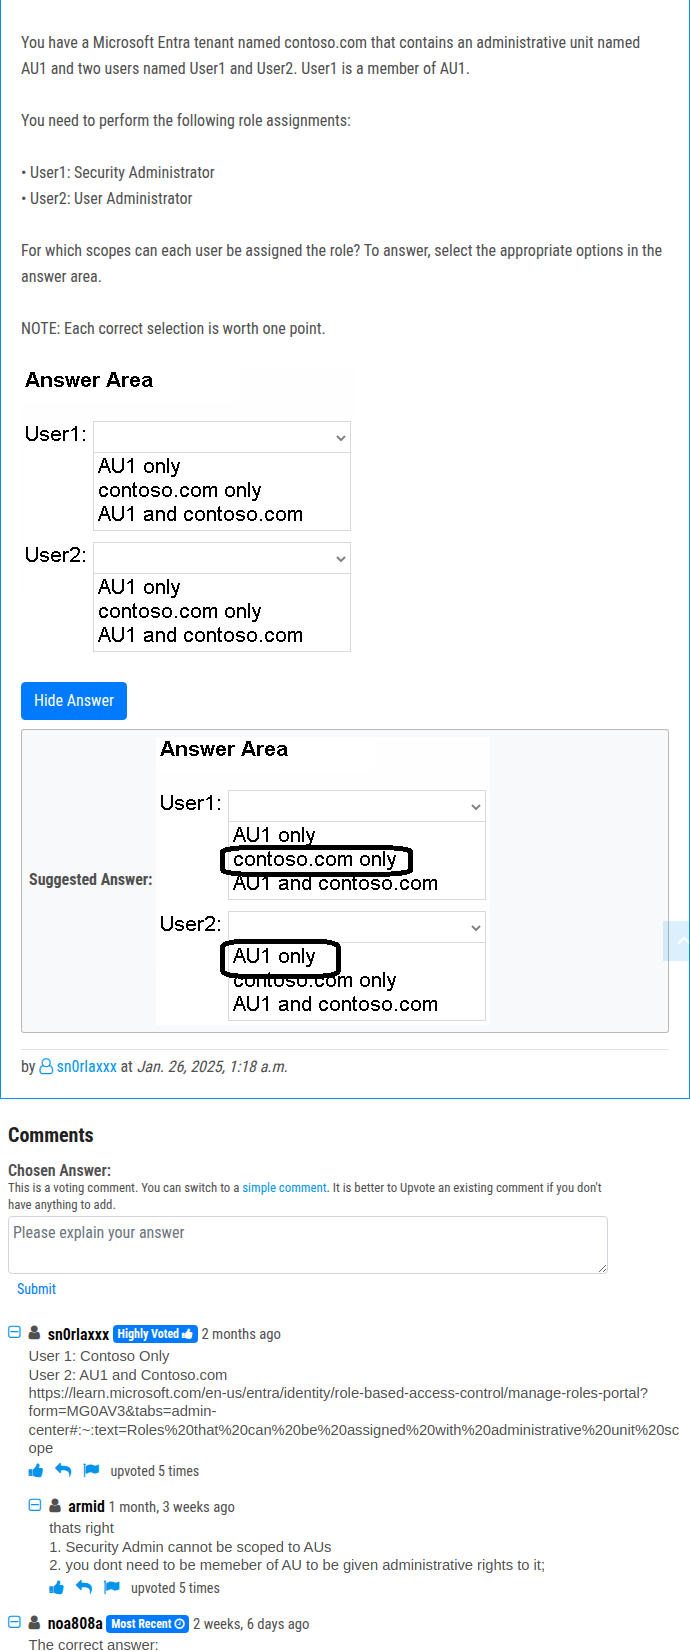 You have a Microsoft Entra tenant named contoso.com that contains an administrative unit named
AU1 and two users named User1 and User2. User1 is a member of AU1.
You need to perform the following role assignments:
• User1: Security Administrator
• User2: User Administrator
For which scopes can each user be assigned the role? To answer, select the appropriate options in the
answer area.
NOTE: Each correct selection is worth one point.
Answer Area
User1:
AU1 only
contoso.com only
AU1 and contoso.com
User2:
AU1 only
contoso.com only
AU1 and contoso.com
Hide Answer
Suggested Answer:
Answer Area
User1:
AU1 only
contoso.com only
AU1 and contoso.com
User2:
AU1 only
contoso.com only
AU1 and contoso.com
by sn0rlaxxx at Jan. 26, 2025, 1:18 a.m.
Comments
Chosen Answer:
This is a voting comment. You can switch to a simple comment. It is better to Upvote an existing comment if you don't
have anything to add.
Please explain your answer
Submit
sn0rlaxxx Highly Voted 2 months ago
User 1: Contoso Only
User 2: AU1 and Contoso.com
https://learn.microsoft.com/en-us/entra/identity/role-based-access-control/manage-roles-portal?
form=MG0AV3&tabs=admin-
center#:~:text=Roles%20that%20can%20be%20assigned%20with%20administrative%20unit%20sc
ope
upvoted 5 times
armid 1 month, 3 weeks ago
thats right
1. Security Admin cannot be scoped to AUs
2. you dont need to be memeber of AU to be given administrative rights to it;
upvoted 5 times
noa808a Most Recent 2 weeks, 6 days ago
The correct answer: